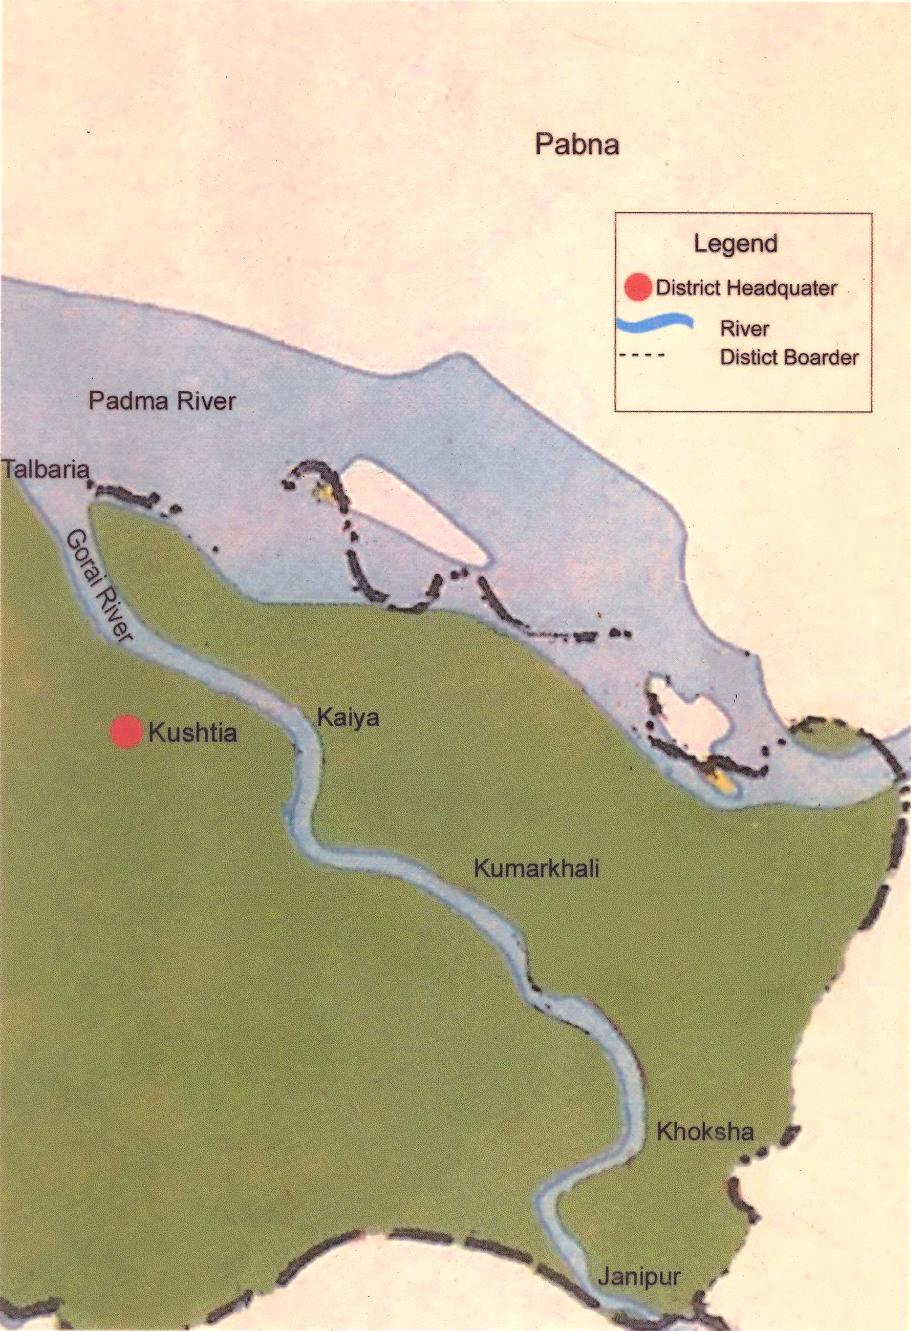 Pabna
Legend
District Headquater
River
Distict Boarder
Padma River
Talbaria
Gorai River
Kaiya
Kushtia
Kumarkhali
Khoksha
Janipur